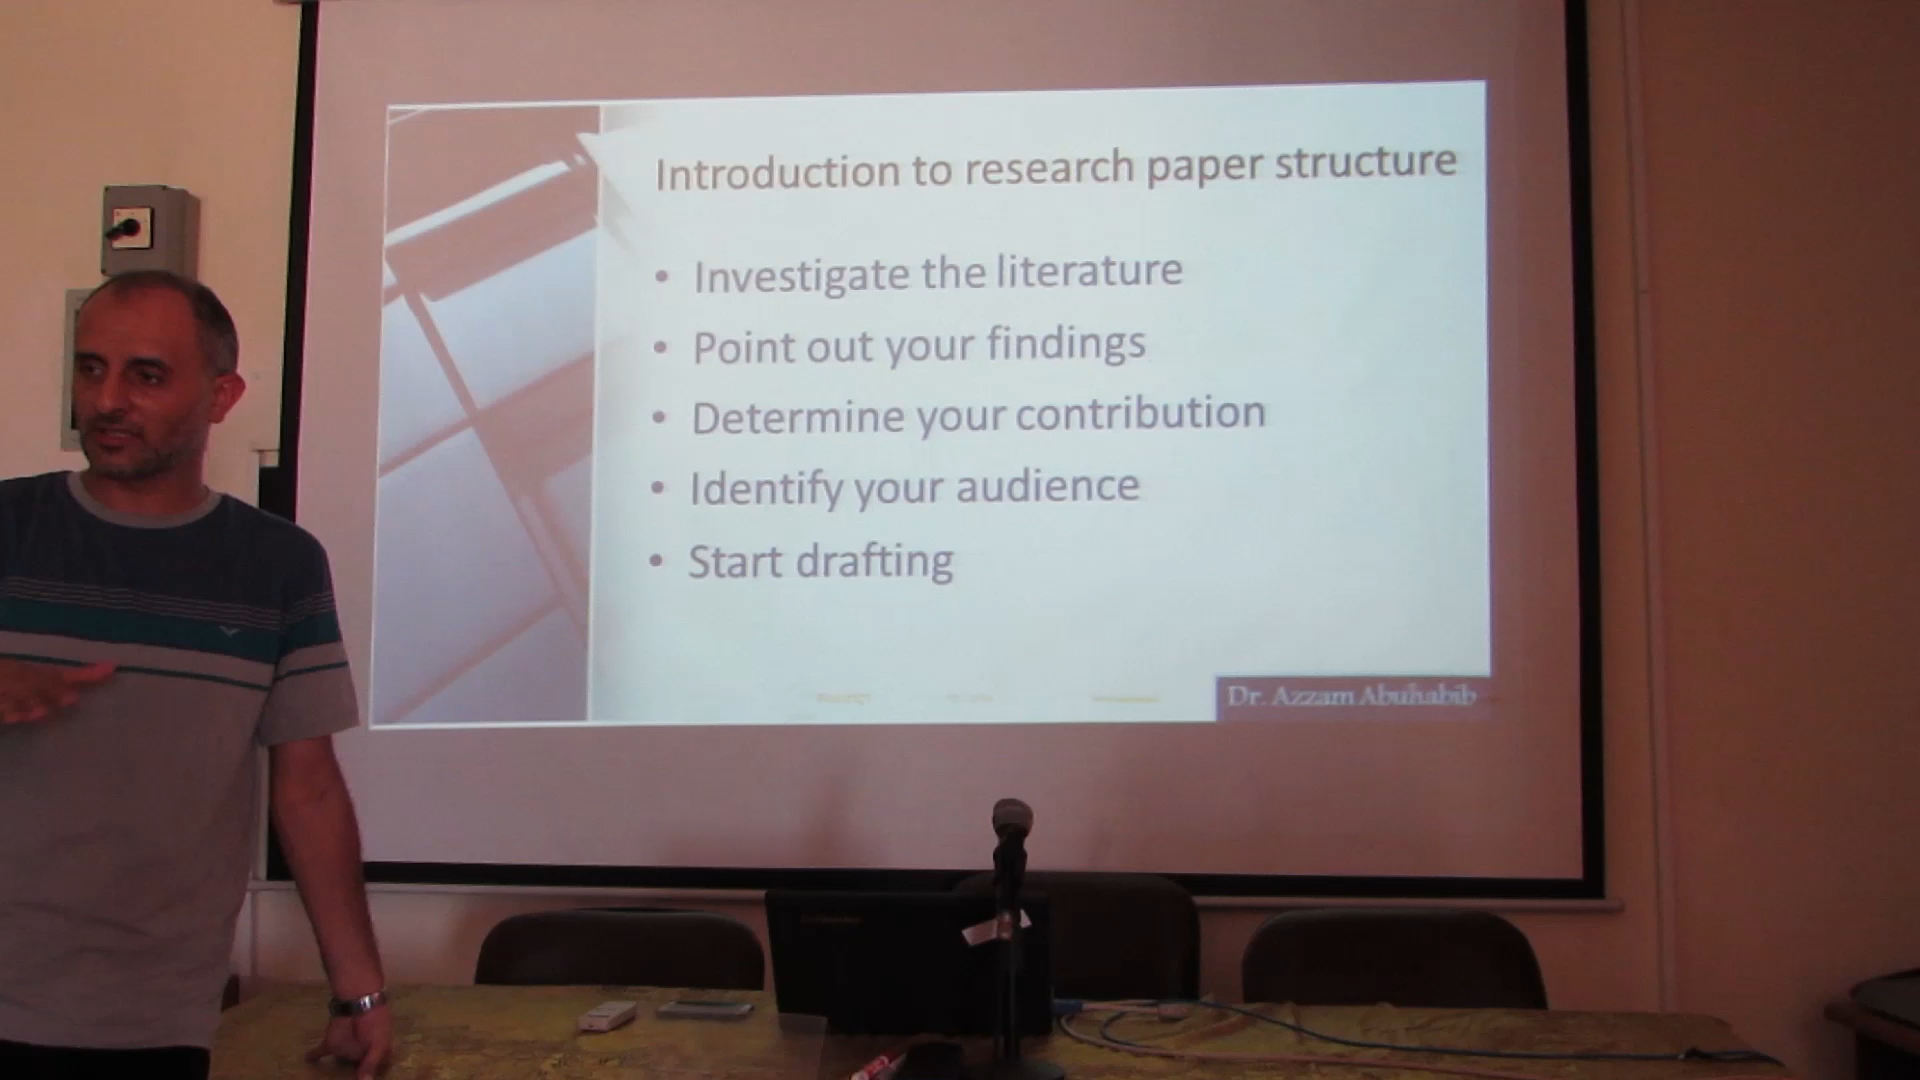 Introduction to research paper structure
• Investigate the literature
• Point out your findings
• Determine your contribution
• Identify your audience
• Start drafting
Dr. Azzam Abuhabib